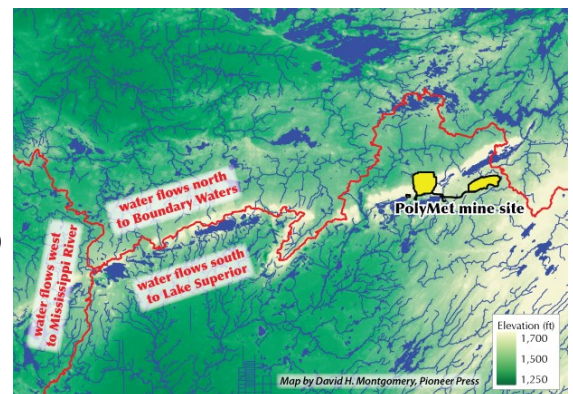 water flows north
to Boundary Waters
PolyMet mine site
water flows west
to Mississippi River
water flows south
to Lake Superior
Elevation (ft)
1,700
1,500
1,250
Map by David H. Montgomery, Pioneer Press